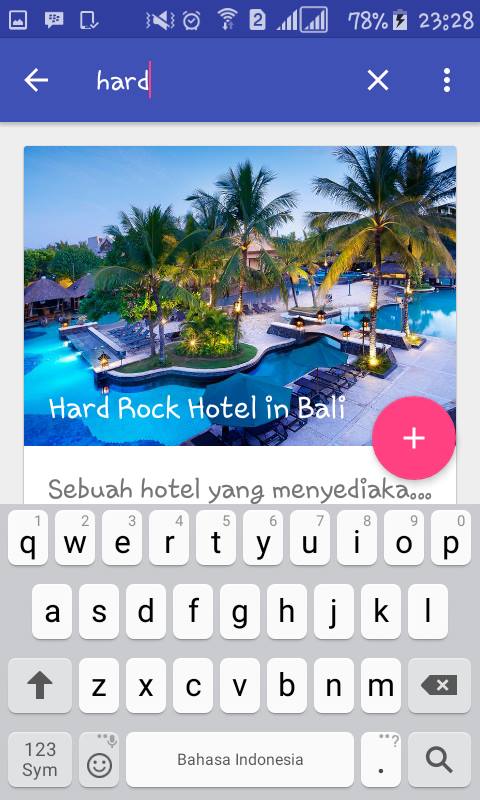 2 78% 23:28
hard
Hard Rock Hotel in Bali
Sebuah hotel yang menyediaka...
1 2 3 4 5 6 7 8 9 0
q w e r t y u i o p
a s d f g h j k l
z x c v b n m
123 ?
Sym Bahasa Indonesia .